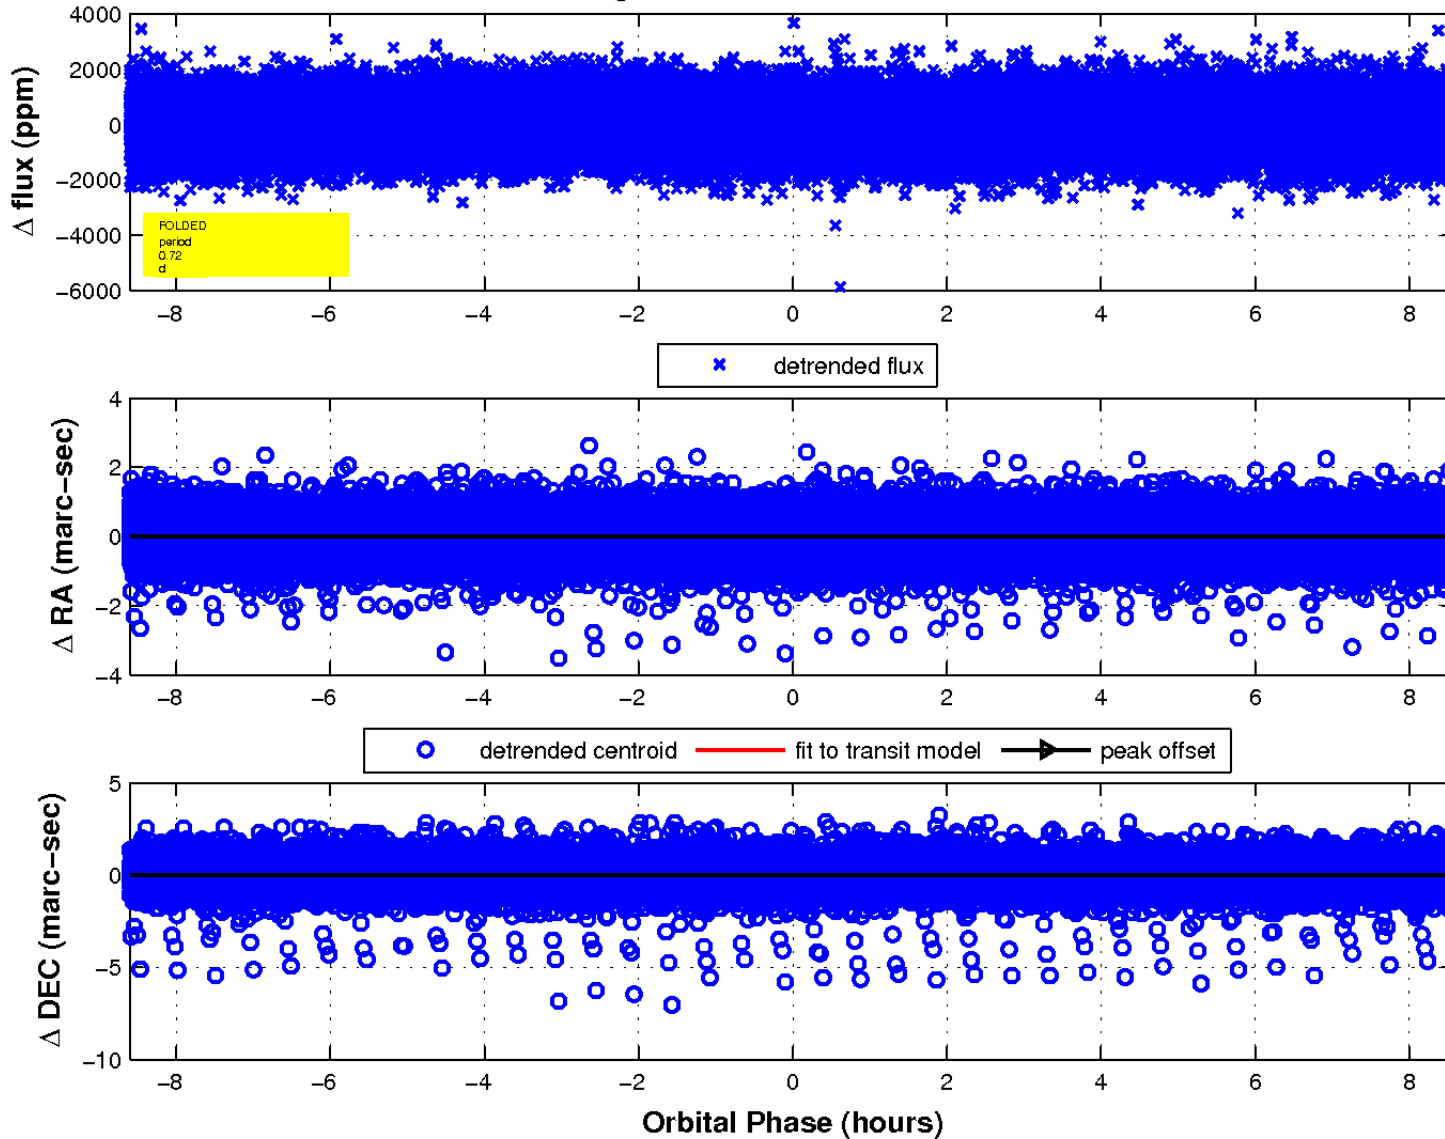 4000
2000
0
−2000
−4000
−6000
Δ flux (ppm)
FOLDED
period
0.72
d
−8 −6 −4 −2 0 2 4 6 8
detrended flux
4
2
0
−2
−4
Δ RA (marc−sec)
−8 −6 −4 −2 0 2 4 6 8
detrended centroid fit to transit model peak offset
5
0
−5
−10
Δ DEC (marc−sec)
−8 −6 −4 −2 0 2 4 6 8
Orbital Phase (hours)